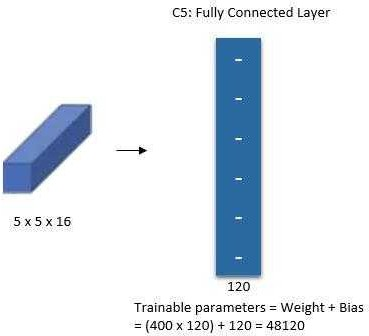 C5: Fully Connected Layer
5 x 5 x 16
120
Trainable parameters = Weight + Bias
= (400 x 120) + 120 = 48120